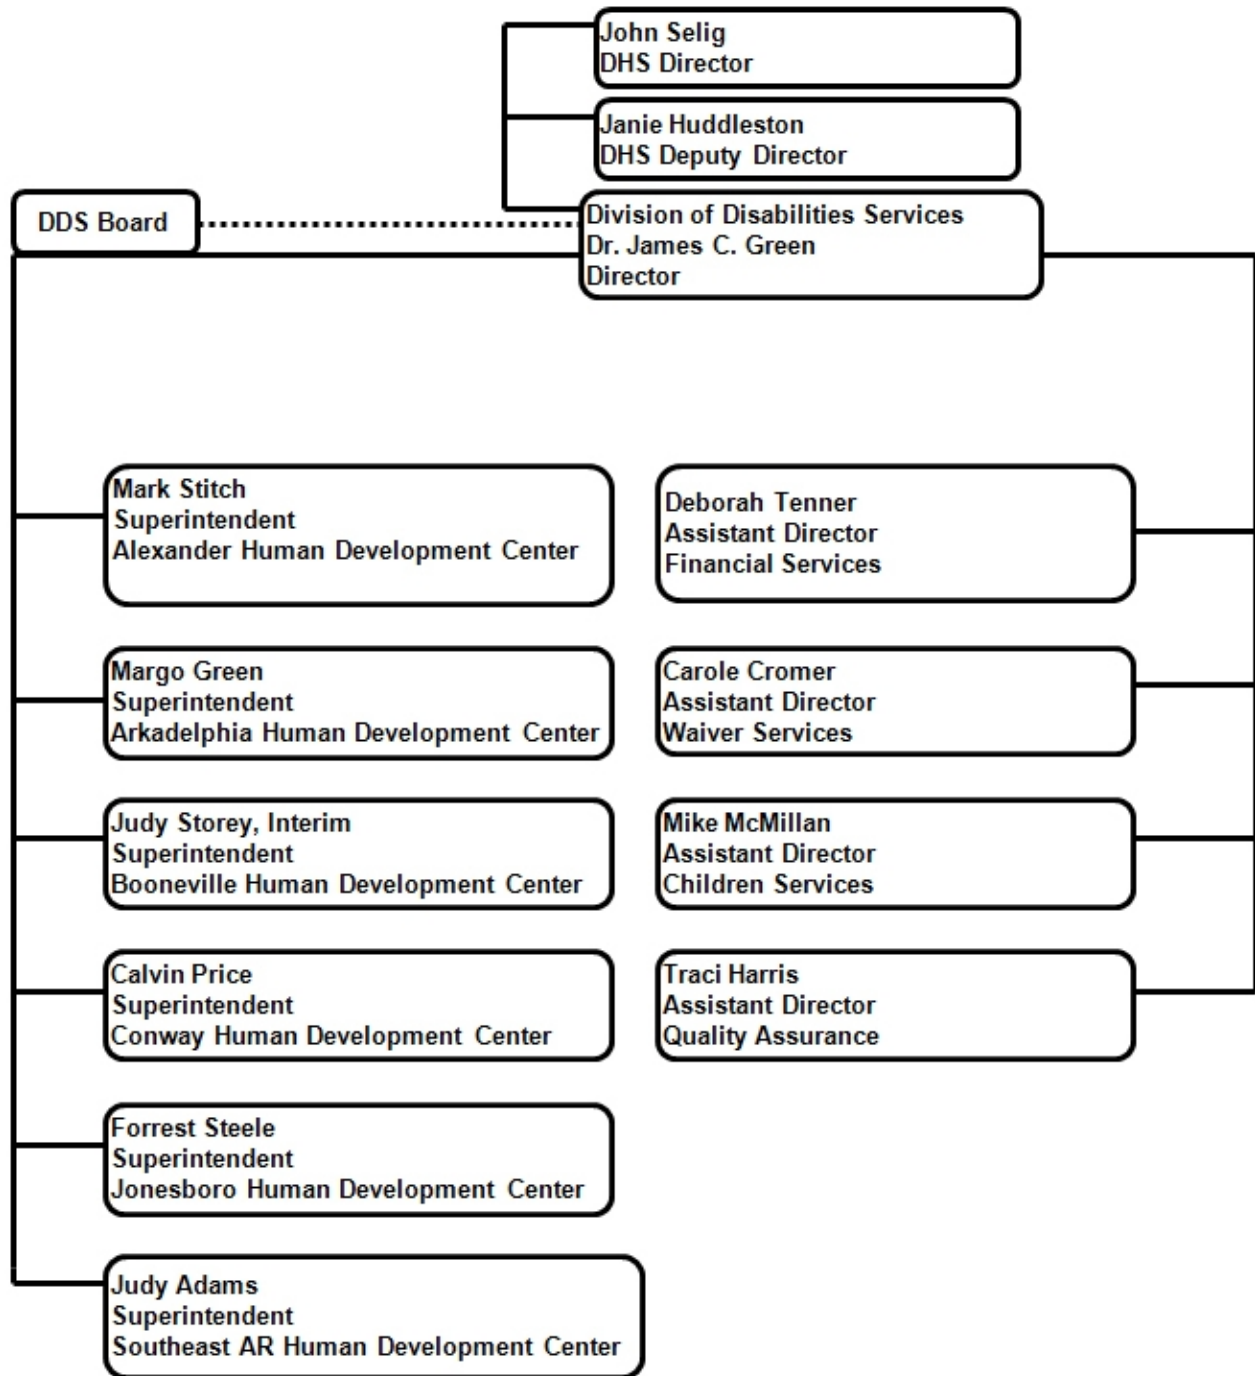 John Selig
DHS Director
Janie Huddleston
DHS Deputy Director
DDS Board
Division of Disabilities Services
Dr. James C. Green
Director
Mark Stitch
Superintendent
Alexander Human Development Center
Deborah Tenner
Assistant Director
Financial Services
Margo Green
Superintendent
Arkadelphia Human Development Center
Carole Cromer
Assistant Director
Waiver Services
Judy Storey, Interim
Superintendent
Booneville Human Development Center
Mike McMillan
Assistant Director
Children Services
Calvin Price
Superintendent
Conway Human Development Center
Traci Harris
Assistant Director
Quality Assurance
Forrest Steele
Superintendent
Jonesboro Human Development Center
Judy Adams
Superintendent
Southeast AR Human Development Center